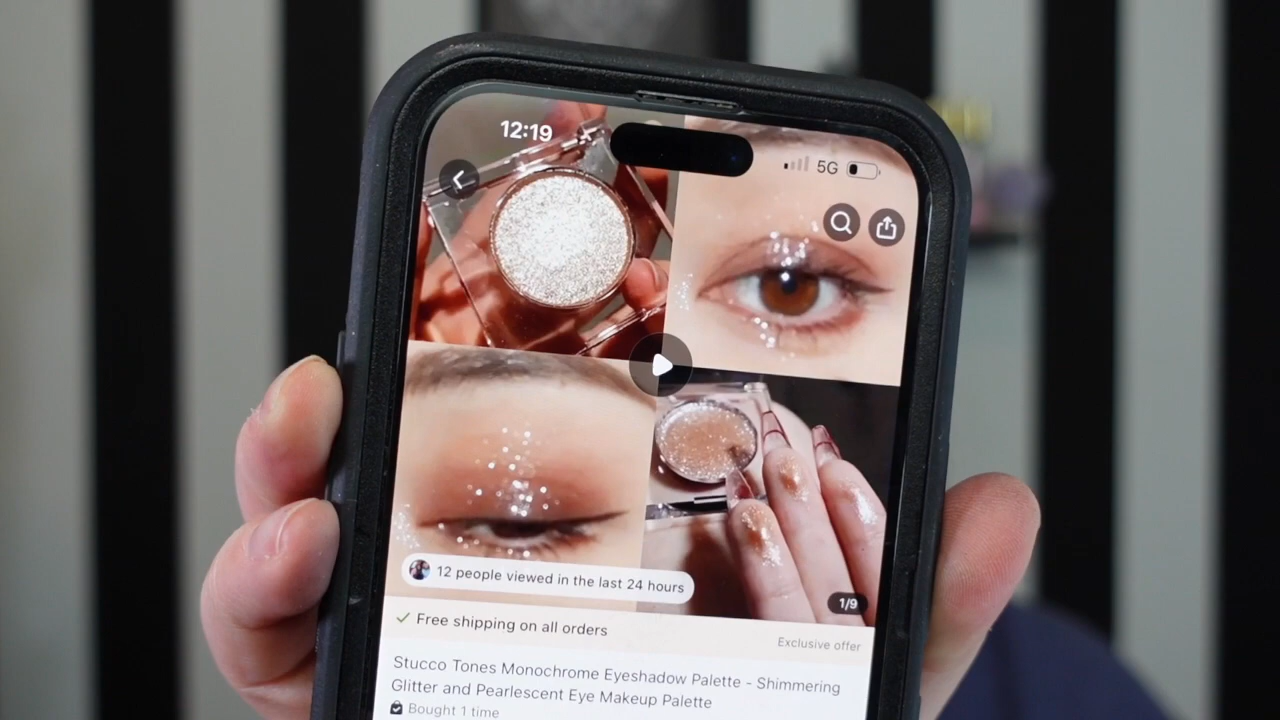 12:19
5G
12 people viewed in the last 24 hours
1/9
Free shipping on all orders
Exclusive offer
Stucco Tones Monochrome Eyeshadow Palette - Shimmering
Glitter and Pearlescent Eye Makeup Palette
Bought 1 time